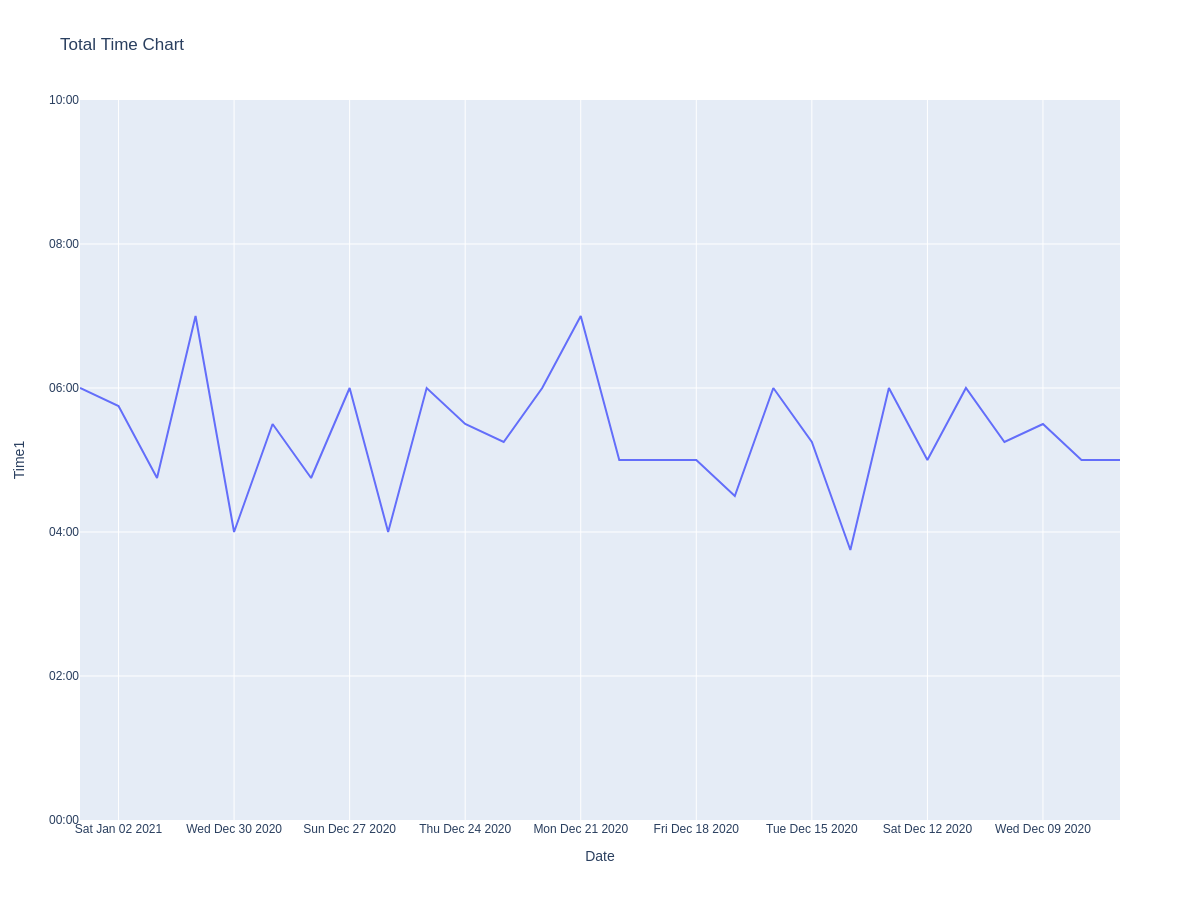 Total Time Chart
10:00
08:00
06:00
04:00
02:00
00:00
Time1
Sat Jan 02 2021 Wed Dec 30 2020 Sun Dec 27 2020 Thu Dec 24 2020 Mon Dec 21 2020 Fri Dec 18 2020 Tue Dec 15 2020 Sat Dec 12 2020 Wed Dec 09 2020
Date